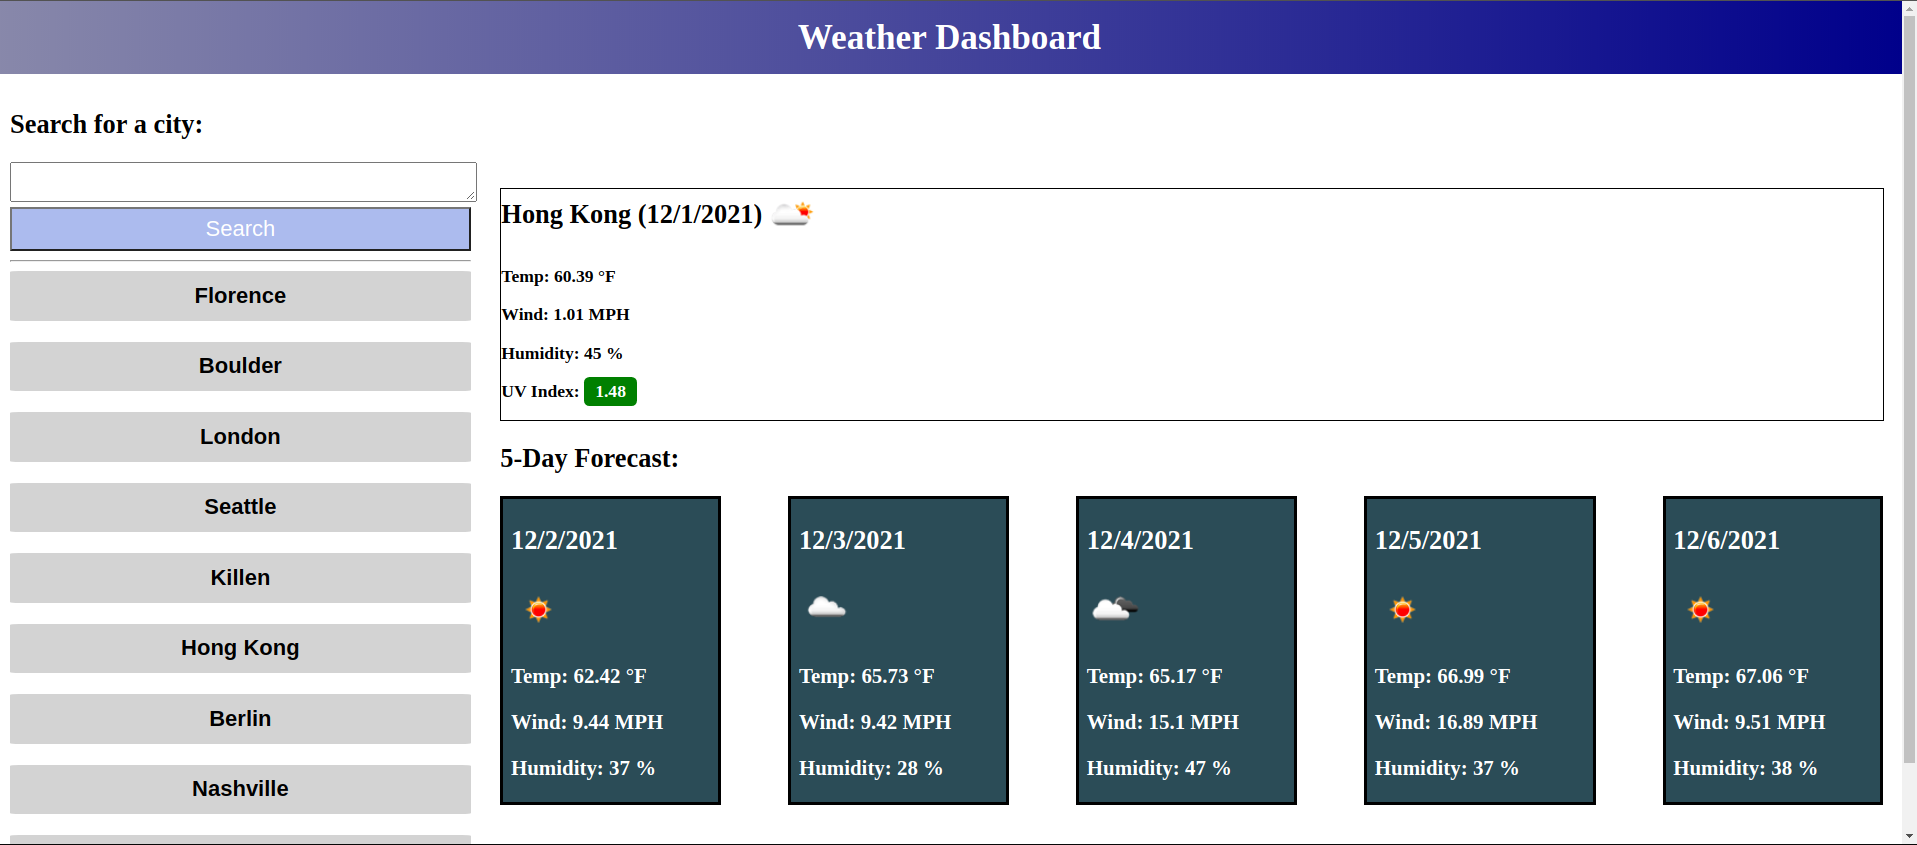 Weather Dashboard
Search for a city:
Search
Florence
Boulder
London
Seattle
Killen
Hong Kong
Berlin
Nashville
Hong Kong (12/1/2021)
Temp: 60.39 °F
Wind: 1.01 MPH
Humidity: 45 %
UV Index: 1.48
5-Day Forecast:
12/2/2021
Temp: 62.42 °F
Wind: 9.44 MPH
Humidity: 37 %
12/3/2021
Temp: 65.73 °F
Wind: 9.42 MPH
Humidity: 28 %
12/4/2021
Temp: 65.17 °F
Wind: 15.1 MPH
Humidity: 47 %
12/5/2021
Temp: 66.99 °F
Wind: 16.89 MPH
Humidity: 37 %
12/6/2021
Temp: 67.06 °F
Wind: 9.51 MPH
Humidity: 38 %